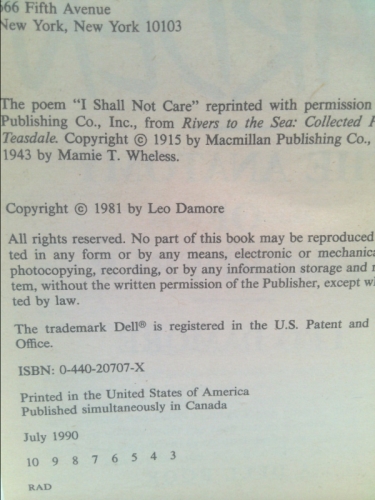 666 Fifth Avenue
New York, New York 10103
The poem "I Shall Not Care" reprinted with permission
Publishing Co., Inc., from Rivers to the Sea: Collected
Teasdale. Copyright © 1915 by Macmillan Publishing Co.,
1943 by Mamie T. Wheless.
Copyright © 1981 by Leo Damore
All rights reserved. No part of this book may be reproduced
ted in any form or by any means, electronic or mechanica
photocopying, recording, or by any information storage and
tem, without the written permission of the Publisher, except
ted by law.
The trademark Dell® is registered in the U.S. Patent and
Office.
ISBN: 0-440-20707-X
Printed in the United States of America
Published simultaneously in Canada
July 1990
10 9 8 7 6 5 4 3
RAD